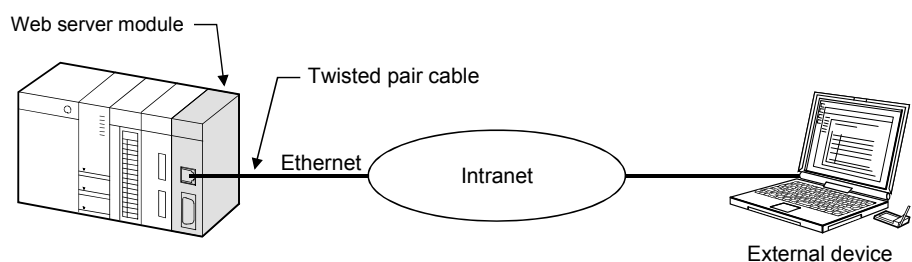 Web server module
Twisted pair cable
Ethernet
Intranet
External device